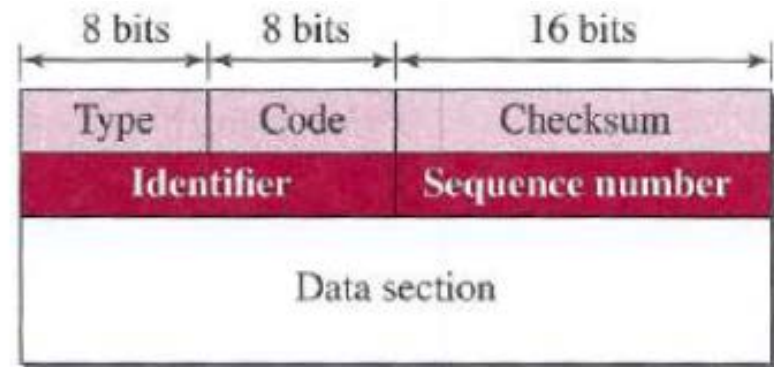 8 bits 8 bits 16 bits
Type Code Checksum
Identifier Sequence number
Data section